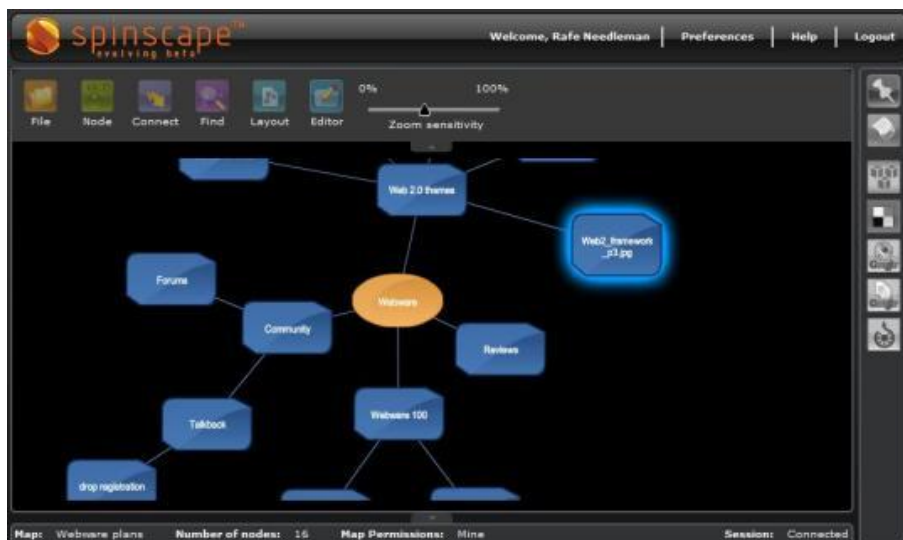 spinscape™
evolving beta
Welcome, Rafe Needleman | Preferences | Help | Logout
0% 100%
File Node Connect Find Layout Editor Zoom sensitivity
Web 2.0 themes
Web2_framework
_p3.jpg
Forums
Webware
Community
Reviews
Webware 100
Talkback
drop registration
Map: Webware plans Number of nodes: 16 Map Permissions: Mine Session: Connected